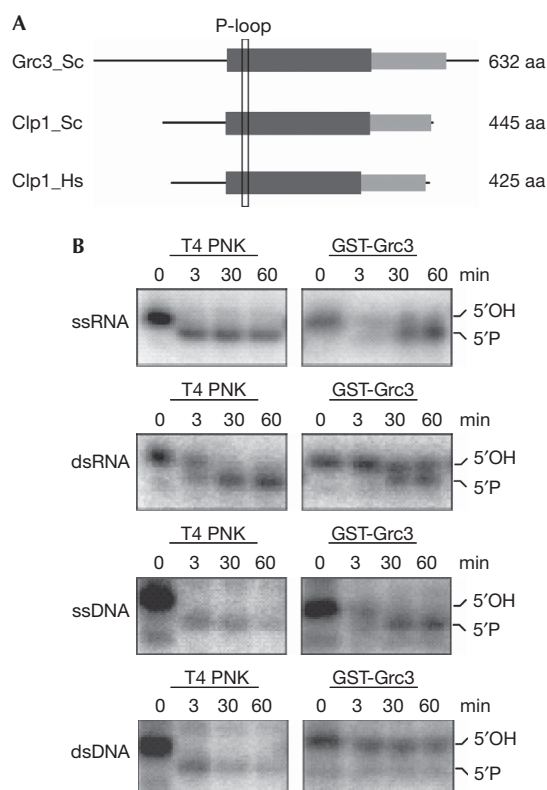 A
P-loop
Grc3_Sc 632 aa
Clp1_Sc 445 aa
Clp1_Hs 425 aa
B
T4 PNK GST-Grc3
0 3 30 60 0 3 30 60 min
ssRNA 5′OH
5′P
T4 PNK GST-Grc3
0 3 30 60 0 3 30 60 min
dsRNA 5′OH
5′P
T4 PNK GST-Grc3
0 3 30 60 0 3 30 60 min
ssDNA 5′OH
5′P
T4 PNK GST-Grc3
0 3 30 60 0 3 30 60 min
dsDNA 5′OH
5′P